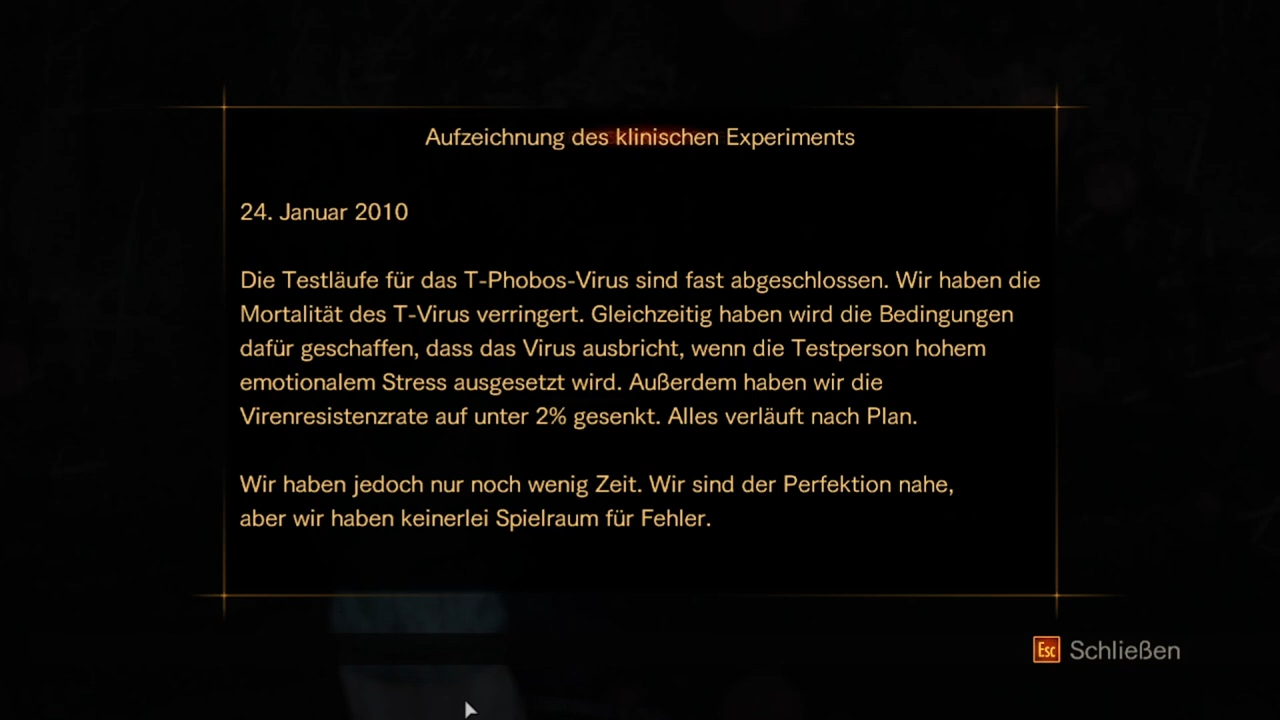 Aufzeichnung des klinischen Experiments
24. Januar 2010
Die Testläufe für das T-Phobos-Virus sind fast abgeschlossen. Wir haben die
Mortalität des T-Virus verringert. Gleichzeitig haben wird die Bedingungen
dafür geschaffen, dass das Virus ausbricht, wenn die Testperson hohem
emotionalem Stress ausgesetzt wird. Außerdem haben wir die
Virenresistenzrate auf unter 2% gesenkt. Alles verläuft nach Plan.
Wir haben jedoch nur noch wenig Zeit. Wir sind der Perfektion nahe,
aber wir haben keinerlei Spielraum für Fehler.
Esc Schließen